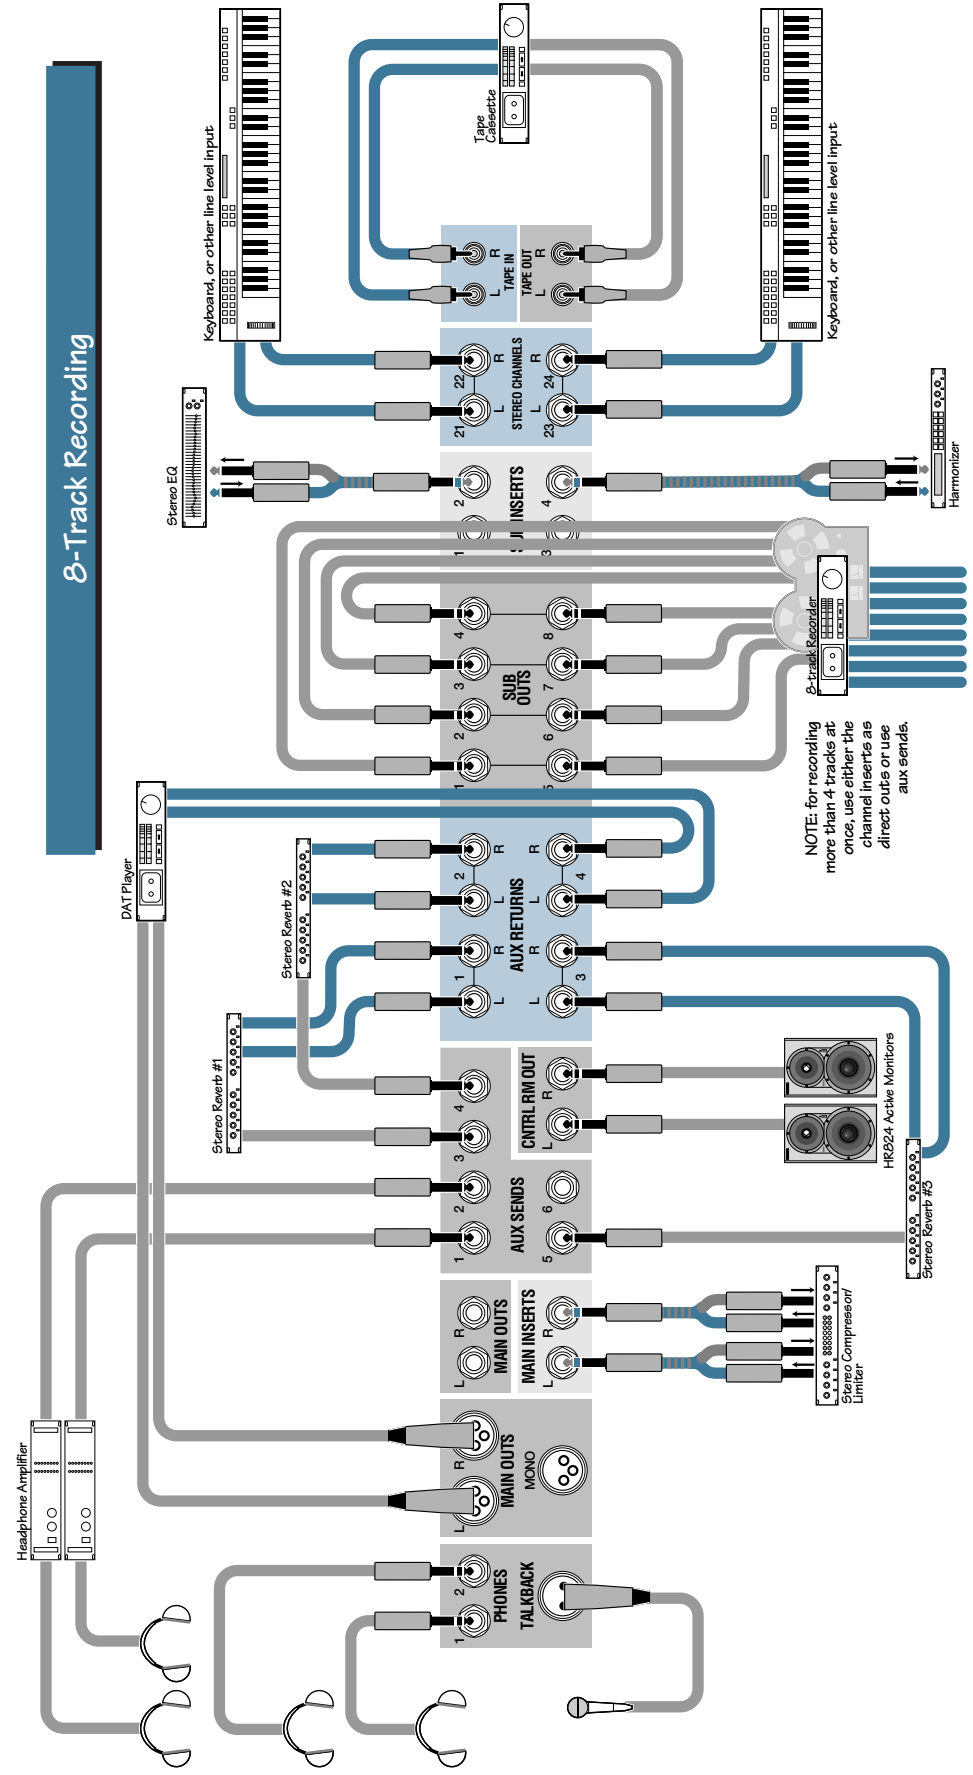 8-Track Recording
Headphone Amplifier
DAT Player
Stereo Reverb #1
Stereo Reverb #2
Stereo EQ
Keyboard, or other line level input
Tape
Cassette
1
2
PHONES
TALKBACK
L
R
MAIN OUTS
MONO
L
R
MAIN OUTS
MAIN INSERTS
L
R
1
2
3
4
AUX SENDS
5
6
CNTRL RM OUT
L
R
1
2
L
R
L
R
AUX RETURNS
L
R
L
R
3
4
1
2
3
4
SUB
OUTS
5
6
7
8
1
2
SUB INSERTS
3
4
21
22
L
R
STEREO CHANNELS
L
R
23
24
L
R
TAPE IN
TAPE OUT
L
R
Stereo Compressor/
Limiter
Stereo Reverb #3
HR824 Active Monitors
NOTE: for recording
more than 4 tracks at
once, use either the
channel inserts as
direct outs or use
aux sends.
8-track Recorder
Harmonizer
Keyboard, or other line level input